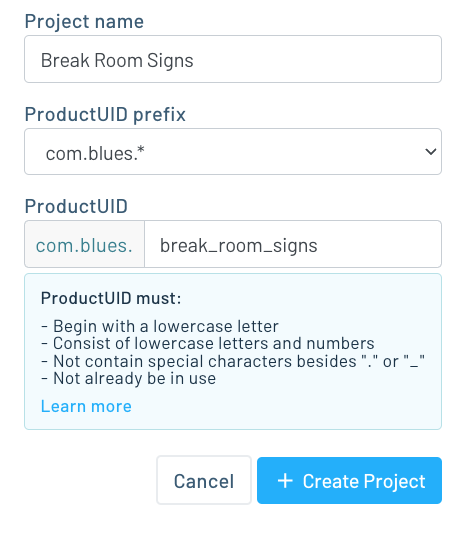 Project name
Break Room Signs
ProductUID prefix
com.blues.*
ProductUID
com.blues. break_room_signs
ProductUID must:
- Begin with a lowercase letter
- Consist of lowercase letters and numbers
- Not contain special characters besides "." or "_"
- Not already be in use
Learn more
Cancel + Create Project